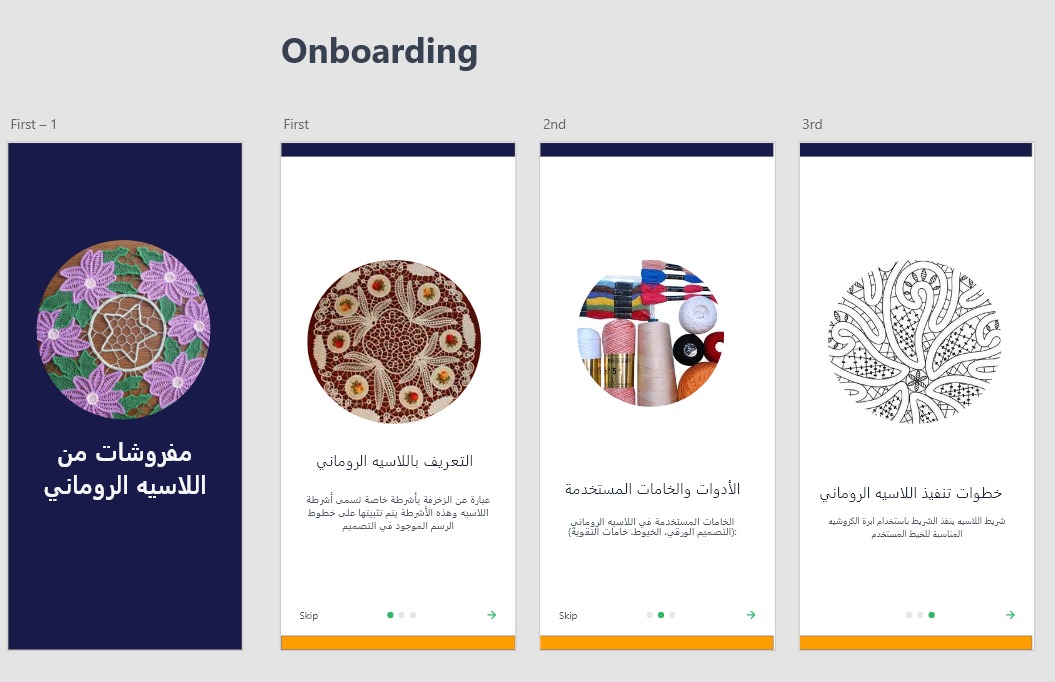 Onboarding
First – 1
مفروشات من
اللاسيه الروماني
First
التعريف باللاسيه الروماني
عبارة عن الزخرفة بأشرطة خاصة تسمى أشرطة
اللاسيه وهذه الأشرطة يتم تثبيتها على خطوط
الرسم الموجود في التصميم
Skip
2nd
الأدوات والخامات المستخدمة
الخامات المستخدمة في اللاسيه الروماني
:(التصميم الورقي، الخيوط، خامات التقوية)
Skip
3rd
خطوات تنفيذ اللاسيه الروماني
شريط اللاسيه ينفذ الشريط باستخدام ابرة الكروشيه
المناسبة للخيط المستخدم